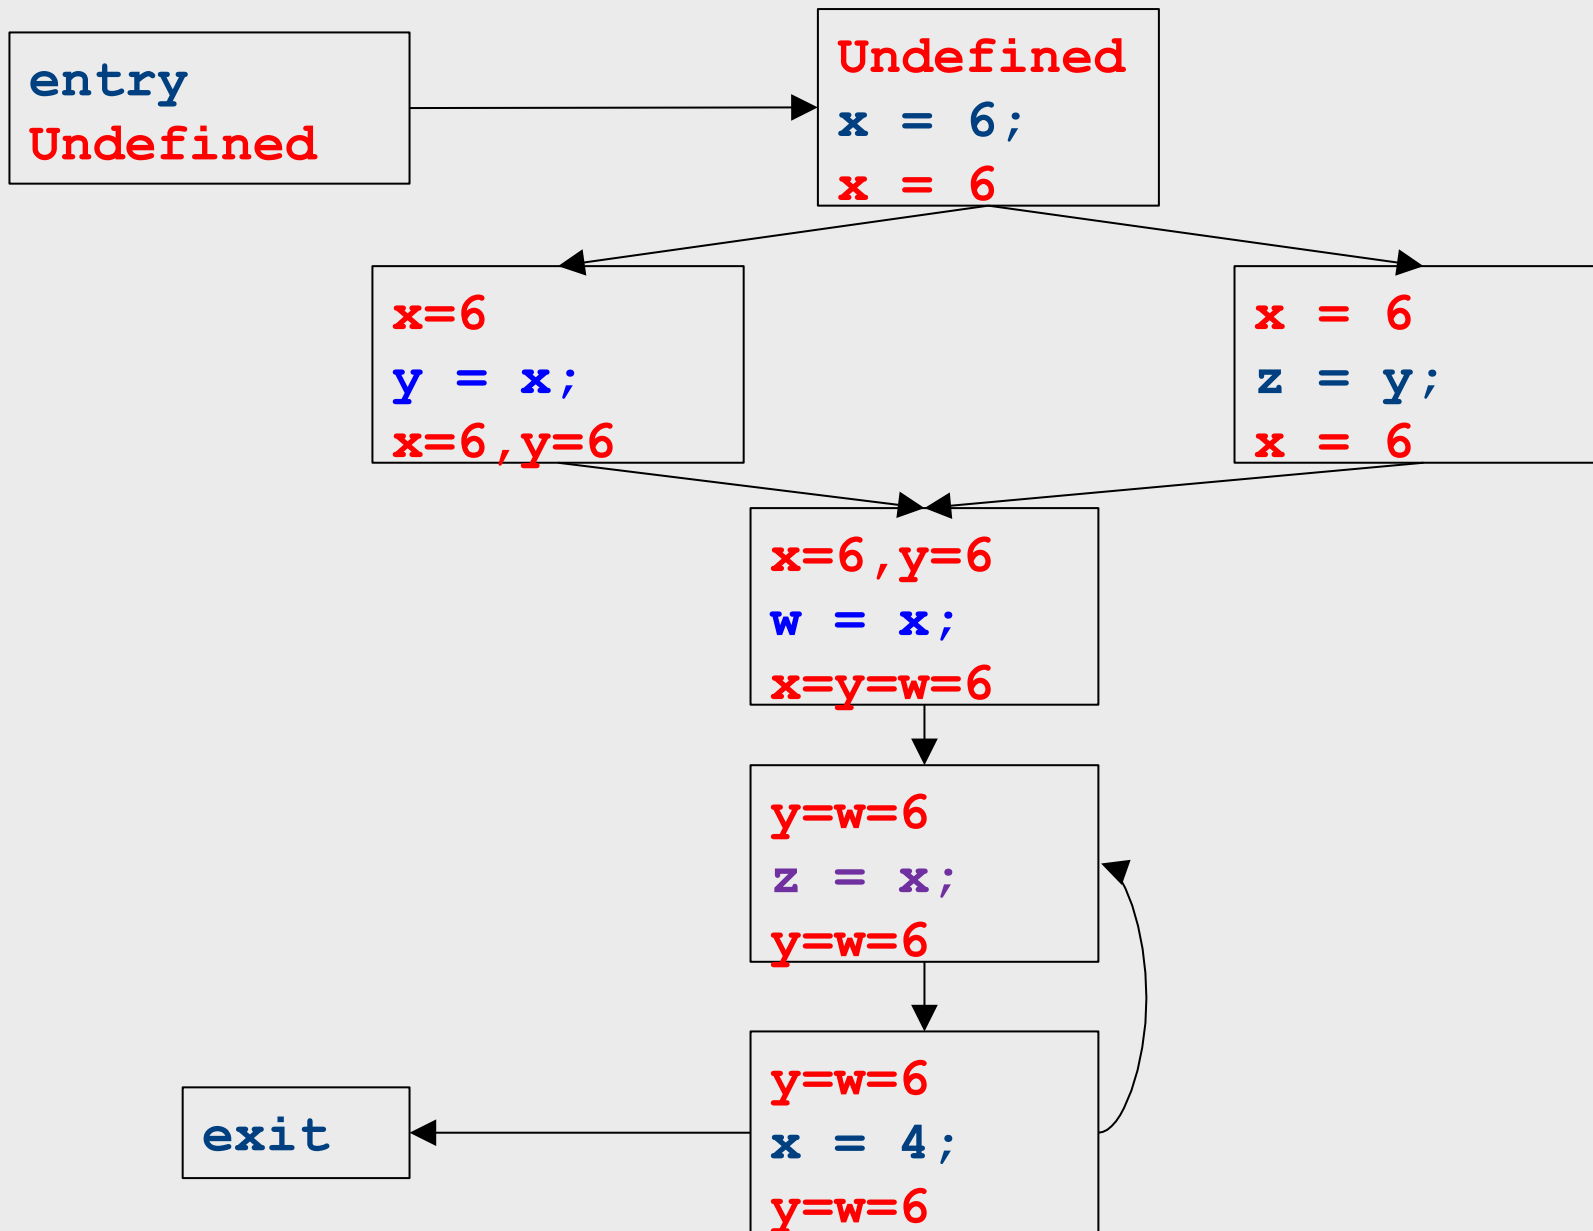 entry
Undefined
Undefined
x = 6;
x = 6
x=6
y = x;
x=6,y=6
x = 6
z = y;
x = 6
x=6,y=6
w = x;
x=y=w=6
y=w=6
z = x;
y=w=6
y=w=6
x = 4;
y=w=6
exit